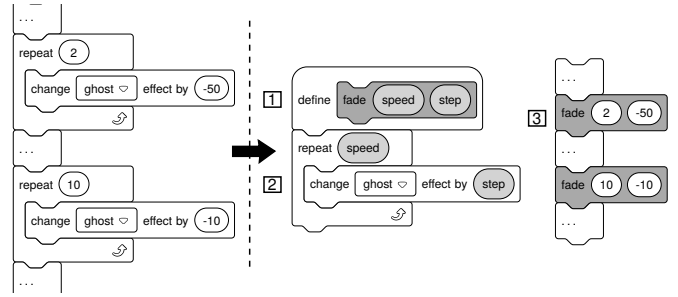 ...
repeat 2
change ghost effect by -50
...
repeat 10
change ghost effect by -10
...
1
define fade speed step
repeat speed
2
change ghost effect by step
...
3
fade 2 -50
...
fade 10 -10
...